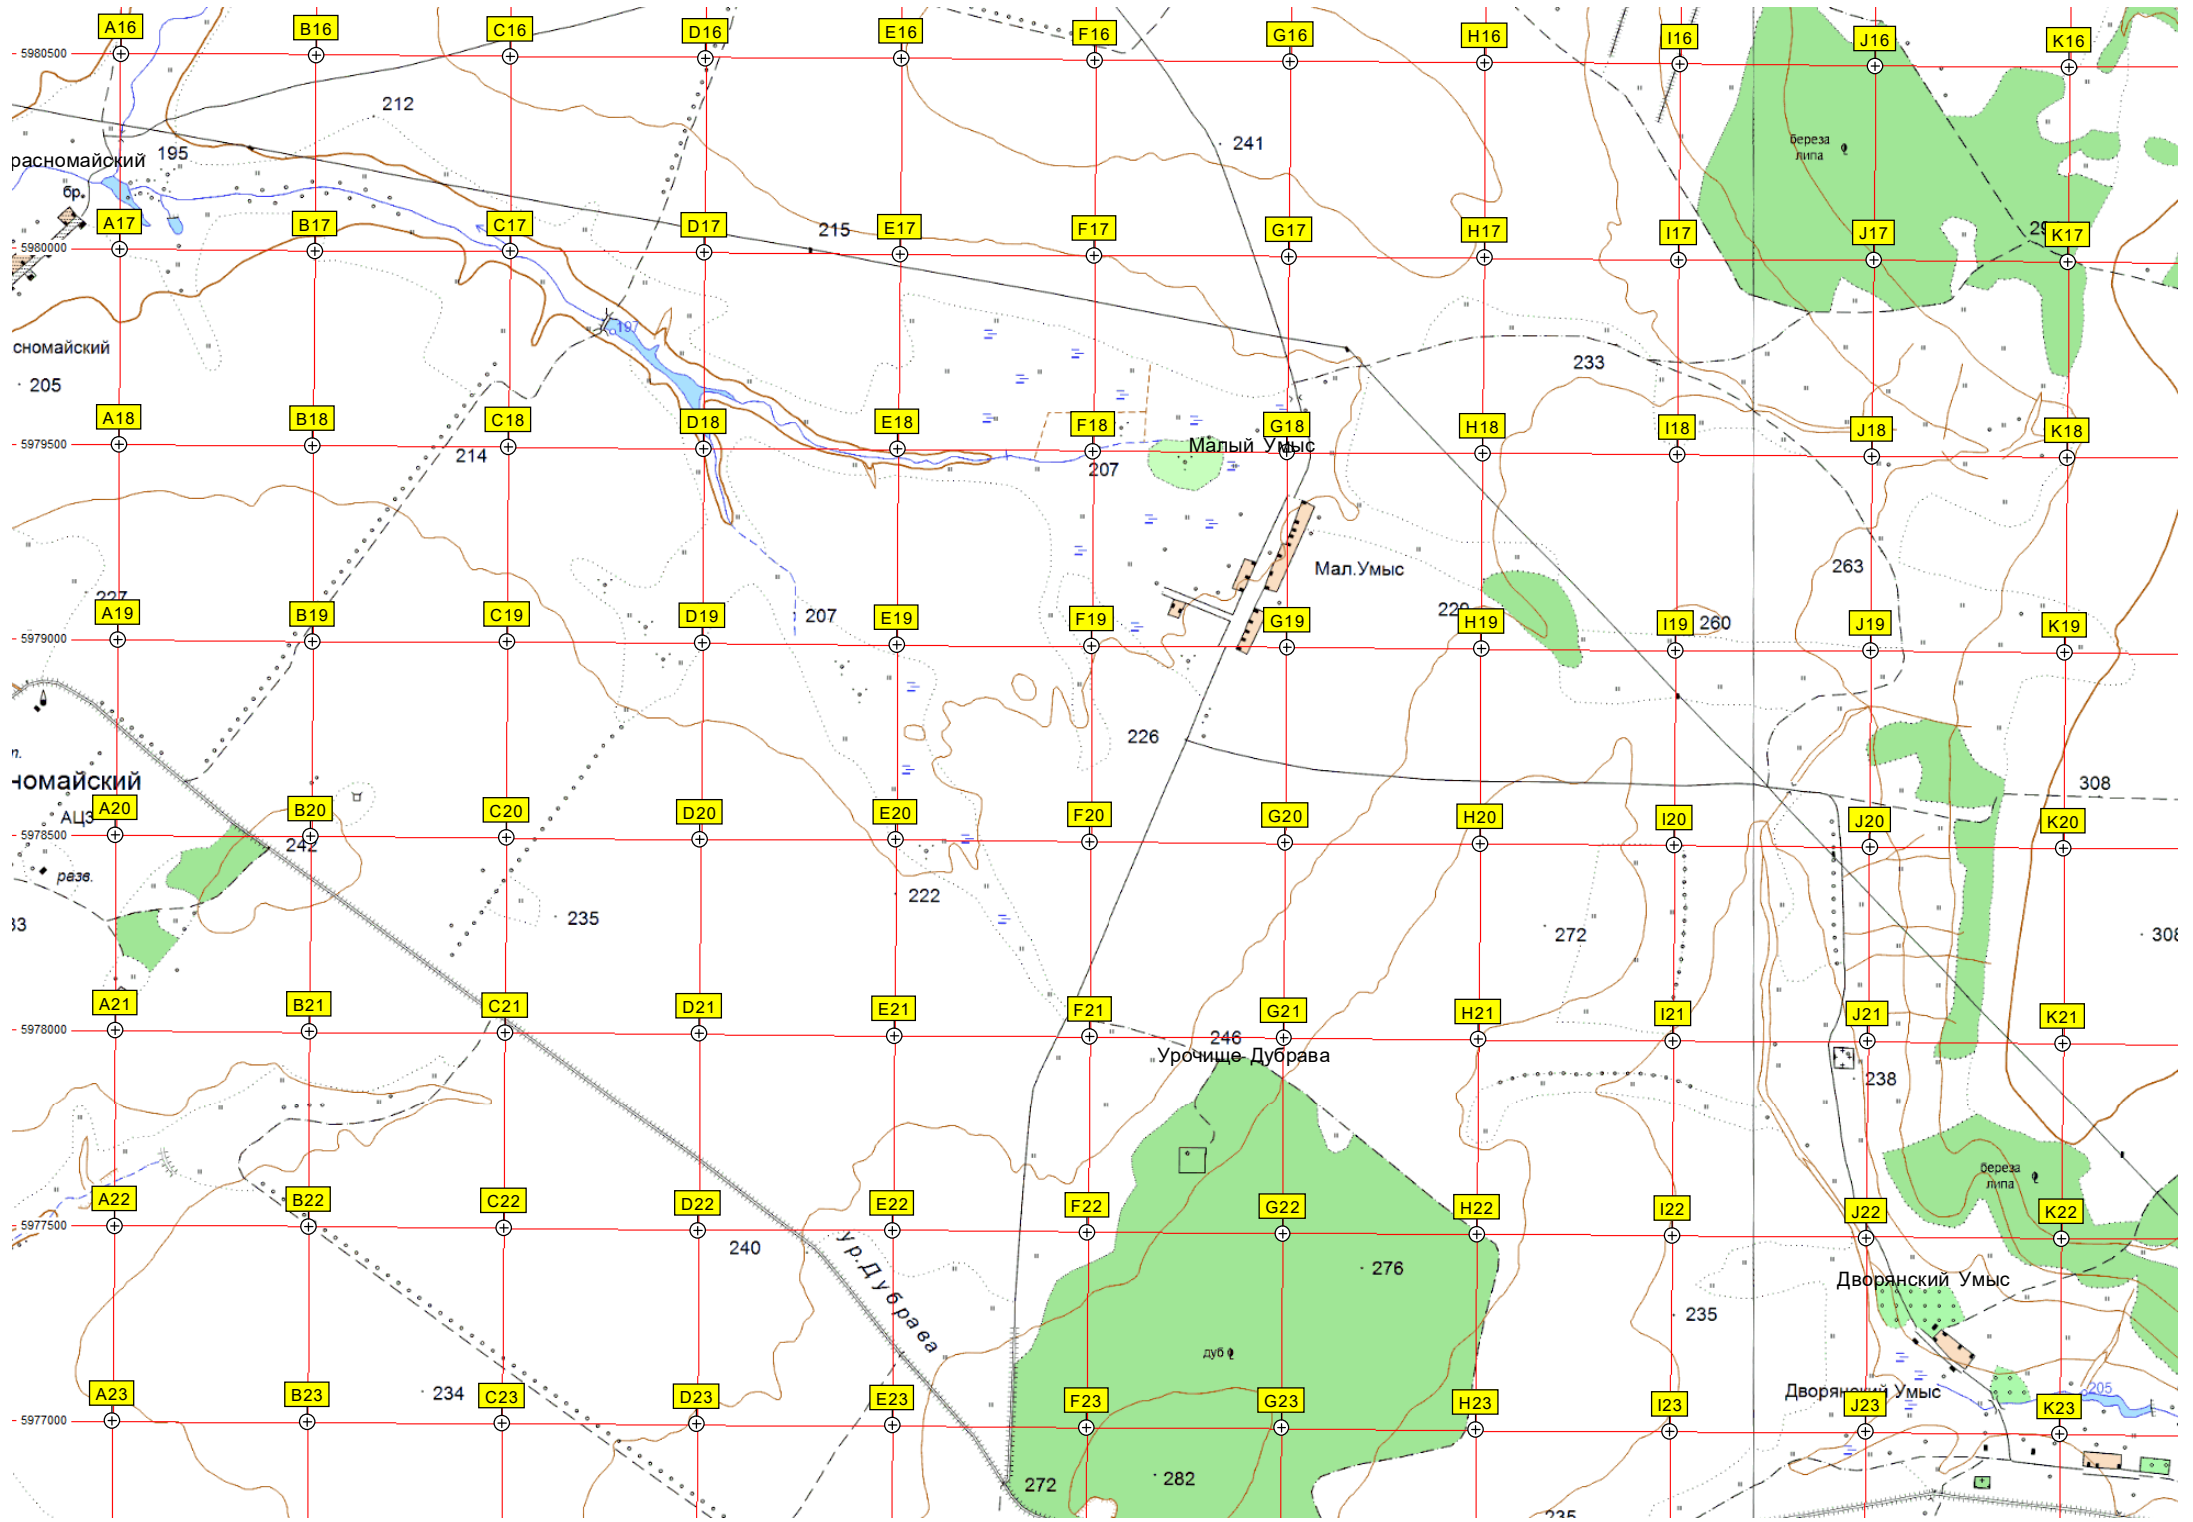 A16 B16 C16 D16 E16 F16 G16 H16 I16 J16 K16
5980500
212
241
береза
липа
195
расномайский
бр.
A17 B17 C17 D17 215 E17 F17 G17 H17 I17 J17 K17
5980000
197
сномайский
205
233
A18 B18 C18 D18 E18 F18 G18 H18 I18 J18 K18
5979500
Малый Умыс
214
207
Мал.Умыс
263
227
A19 B19 C19 D19 207 E19 F19 G19 H19 I19 260 J19 K19
5979000
226
номайский
308
АЦЗ
A20 B20 C20 D20 E20 F20 G20 H20 I20 J20 K20
5978500
242
разв.
222
235
272
308
A21 B21 C21 D21 E21 F21 G21 H21 I21 J21 K21
5978000
246
Урочище Дубрава
238
береза
липа
A22 B22 C22 D22 E22 F22 G22 H22 I22 J22 K22
5977500
240
ур.Дубрава
276
Дворянский Умыс
235
дуб
234
Дворянский Умыс
205
A23 B23 C23 D23 E23 F23 G23 H23 I23 J23 K23
5977000
272
282
235